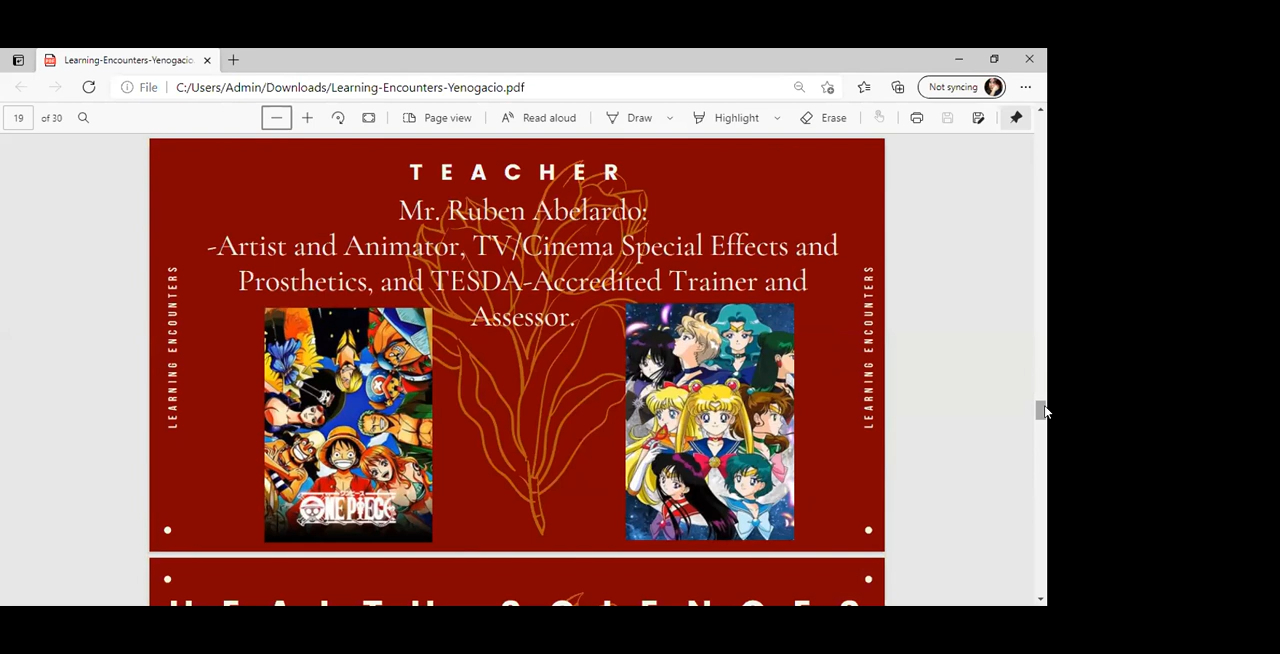 Learning-Encounters-Yenogacio
File
C:/Users/Admin/Downloads/Learning-Encounters-Yenogacio.pdf
Not syncing
19
of 30
Page view
Read aloud
Draw
Highlight
Erase
TEACHER
Mr. Ruben Abelardo:
-Artist and Animator, TV/Cinema Special Effects and
Prosthetics, and TESDA-Accredited Trainer and
Assessor.
LEARNING ENCOUNTERS
LEARNING ENCOUNTERS
ONE PIECE
HEALTH SCIENCES